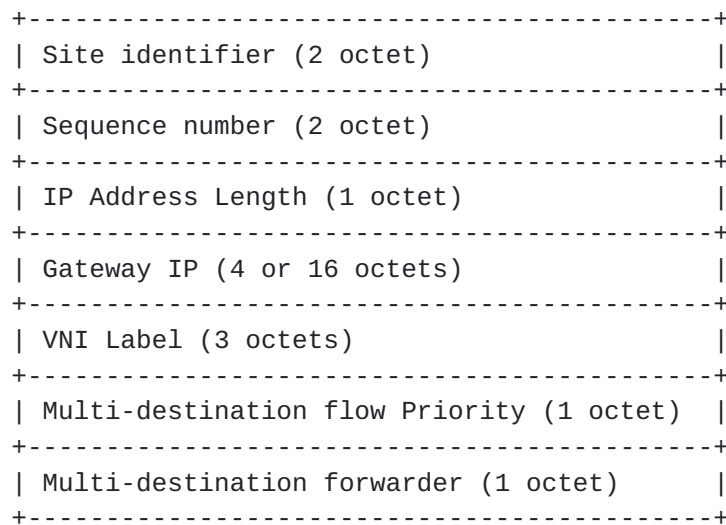 +--------------------------------------------+
| Site identifier (2 octet)                  |
+--------------------------------------------+
| Sequence number (2 octet)                  |
+--------------------------------------------+
| IP Address Length (1 octet)                |
+--------------------------------------------+
| Gateway IP (4 or 16 octets)                |
+--------------------------------------------+
| VNI Label (3 octets)                       |
+--------------------------------------------+
| Multi-destination flow Priority (1 octet)  |
+--------------------------------------------+
| Multi-destination forwarder (1 octet)      |
+--------------------------------------------+